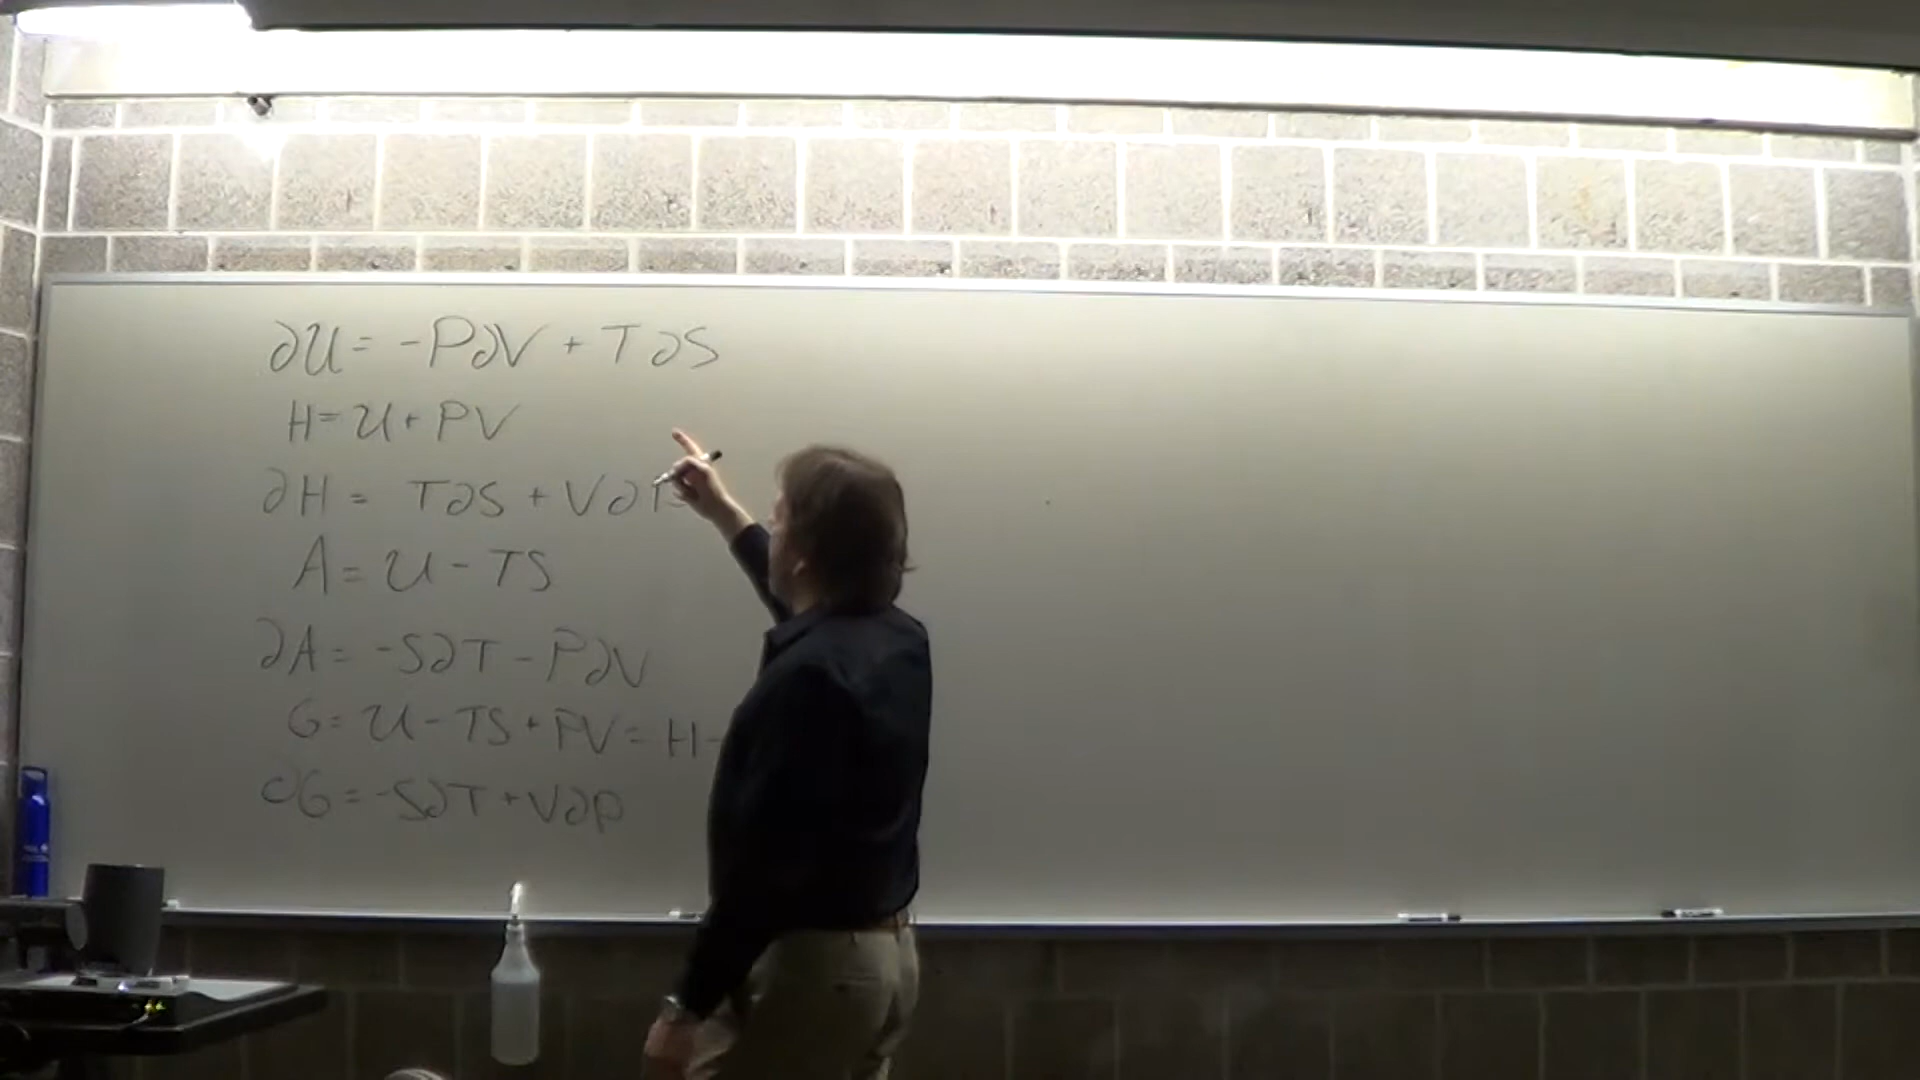 ∂U = -P∂V + T∂S
H = U + PV
∂H = T∂S + V∂P
A = U - TS
∂A = -S∂T - P∂V
G = U - TS + PV = H -
∂G = -S∂T + V∂P